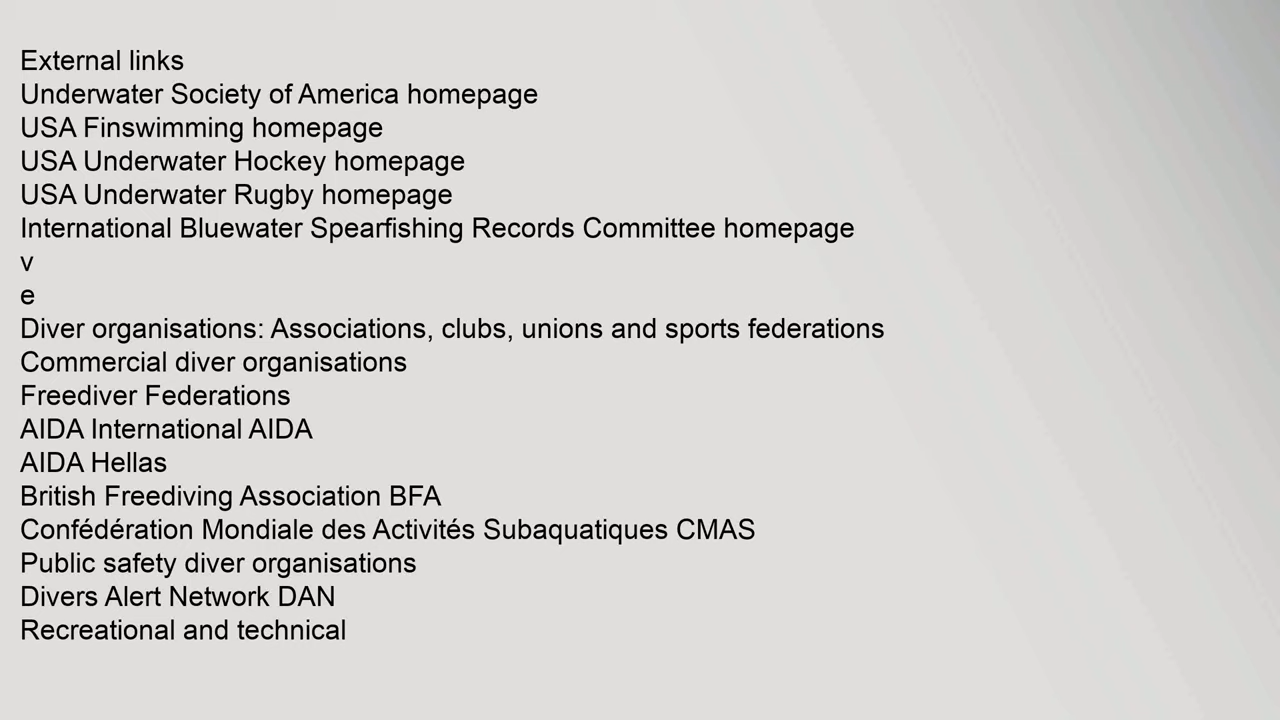 External links
Underwater Society of America homepage
USA Finswimming homepage
USA Underwater Hockey homepage
USA Underwater Rugby homepage
International Bluewater Spearfishing Records Committee homepage
v
e
Diver organisations: Associations, clubs, unions and sports federations
Commercial diver organisations
Freediver Federations
AIDA International AIDA
AIDA Hellas
British Freediving Association BFA
Confédération Mondiale des Activités Subaquatiques CMAS
Public safety diver organisations
Divers Alert Network DAN
Recreational and technical